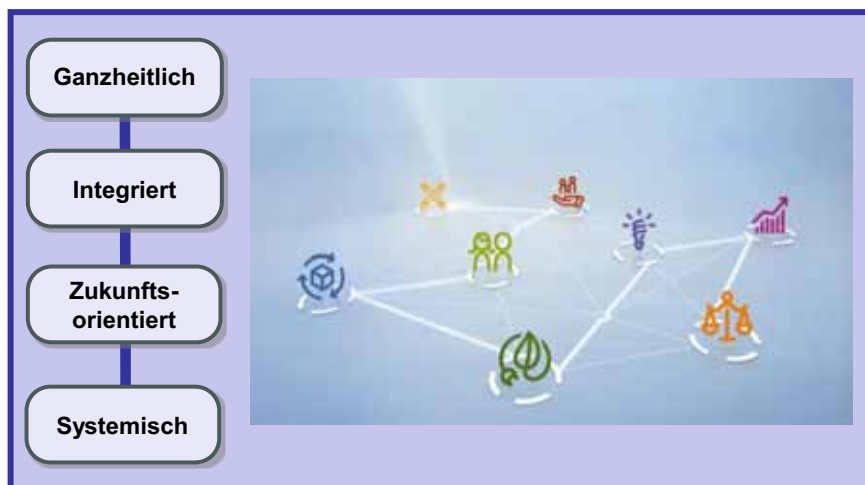 Ganzheitlich
Integriert
Zukunfts-
orientiert
Systemisch